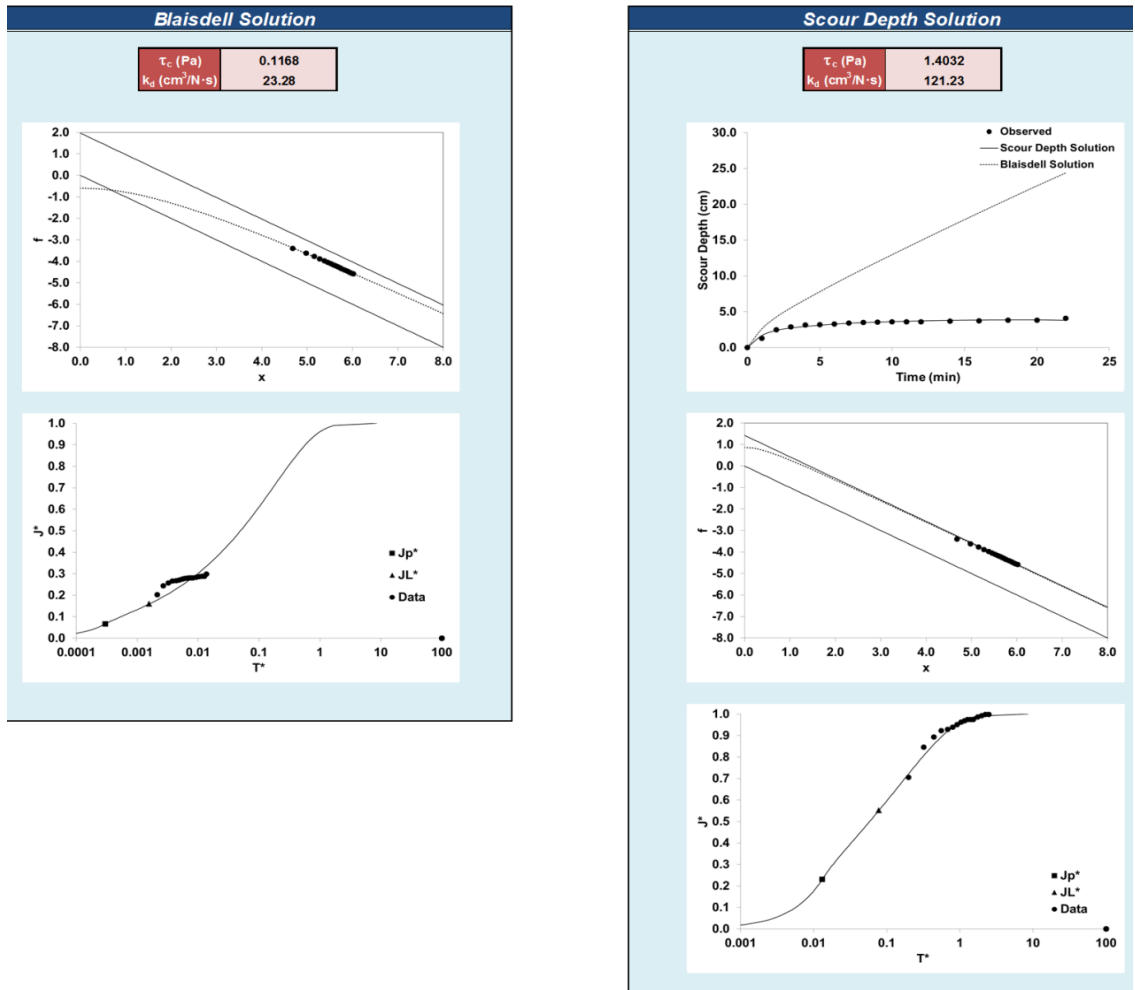 Blaisdell Solution
τc (Pa) 0.1168
kd (cm³/N·s) 23.28
2.0
1.0
0.0
-1.0
-2.0
-3.0
-4.0
-5.0
-6.0
-7.0
-8.0
f
0.0 1.0 2.0 3.0 4.0 5.0 6.0 7.0 8.0
x
1.0
0.9
0.8
0.7
0.6
0.5
0.4
0.3
0.2
0.1
0.0
J*
Jp*
JL*
Data
0.0001 0.001 0.01 0.1 1 10 100
T*
Scour Depth Solution
τc (Pa) 1.4032
kd (cm³/N·s) 121.23
30.0
25.0
20.0
15.0
10.0
5.0
0.0
Scour Depth (cm)
Observed
Scour Depth Solution
Blaisdell Solution
0 5 10 15 20 25
Time (min)
2.0
1.0
0.0
-1.0
-2.0
-3.0
-4.0
-5.0
-6.0
-7.0
-8.0
f
0.0 1.0 2.0 3.0 4.0 5.0 6.0 7.0 8.0
x
1.0
0.9
0.8
0.7
0.6
0.5
0.4
0.3
0.2
0.1
0.0
J*
Jp*
JL*
Data
0.001 0.01 0.1 1 10 100
T*